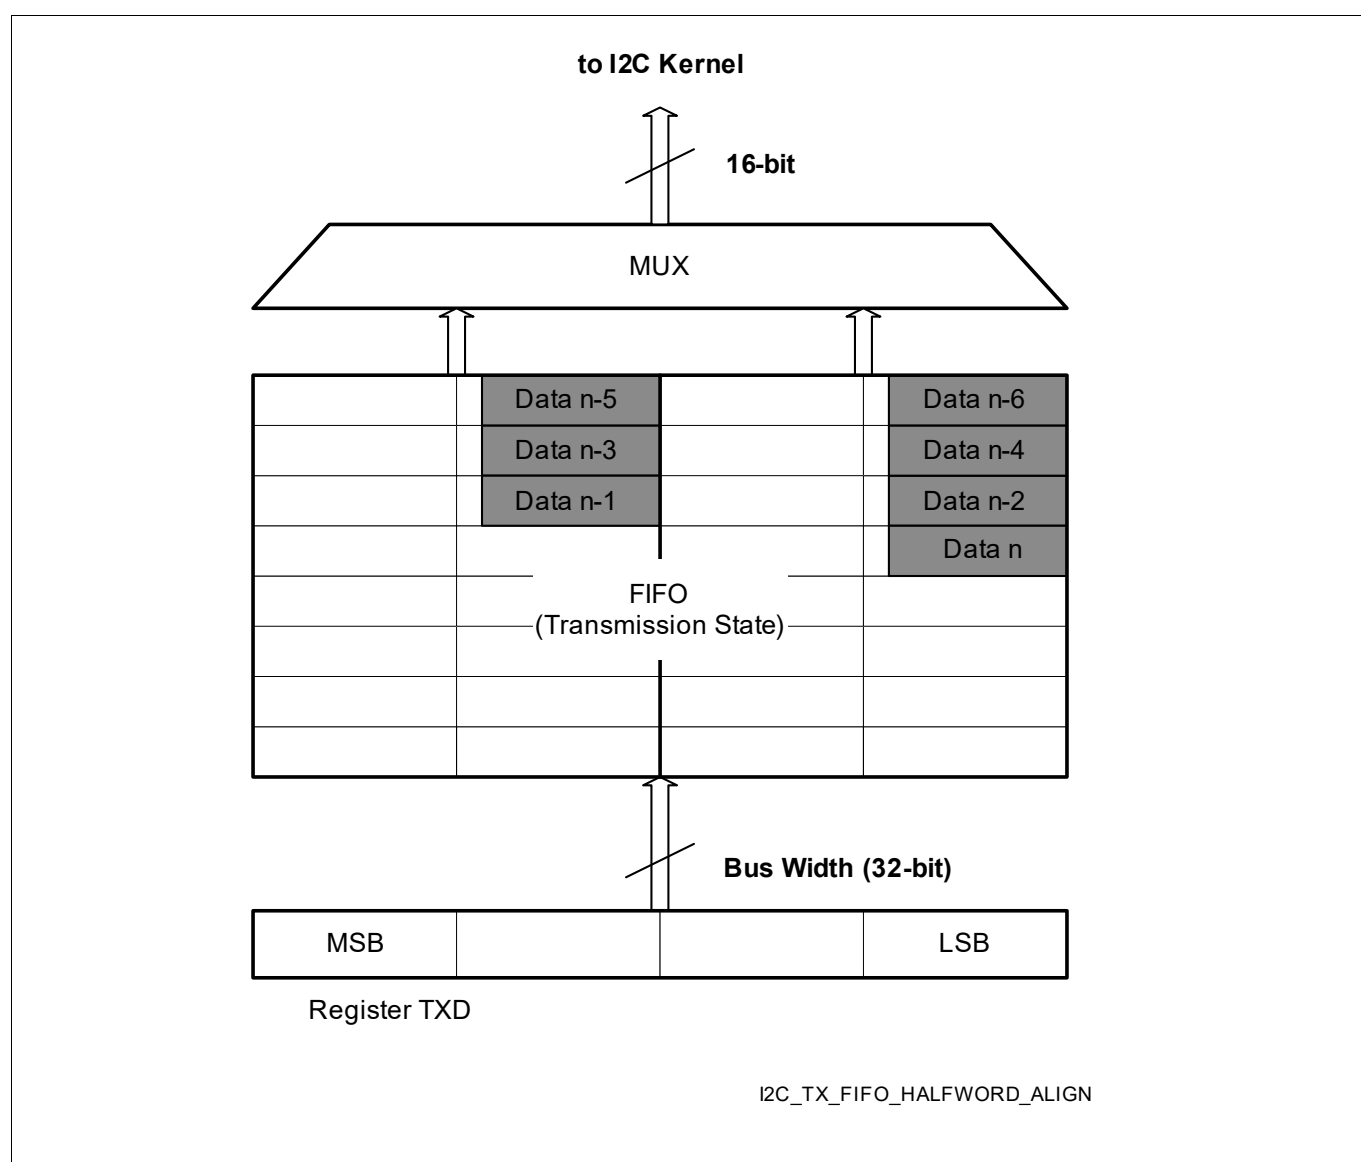 to I2C Kernel
16-bit
MUX
Data n-5
Data n-6
Data n-3
Data n-4
Data n-1
Data n-2
Data n
FIFO
(Transmission State)
Bus Width (32-bit)
MSB
LSB
Register TXD
I2C_TX_FIFO_HALFWORD_ALIGN